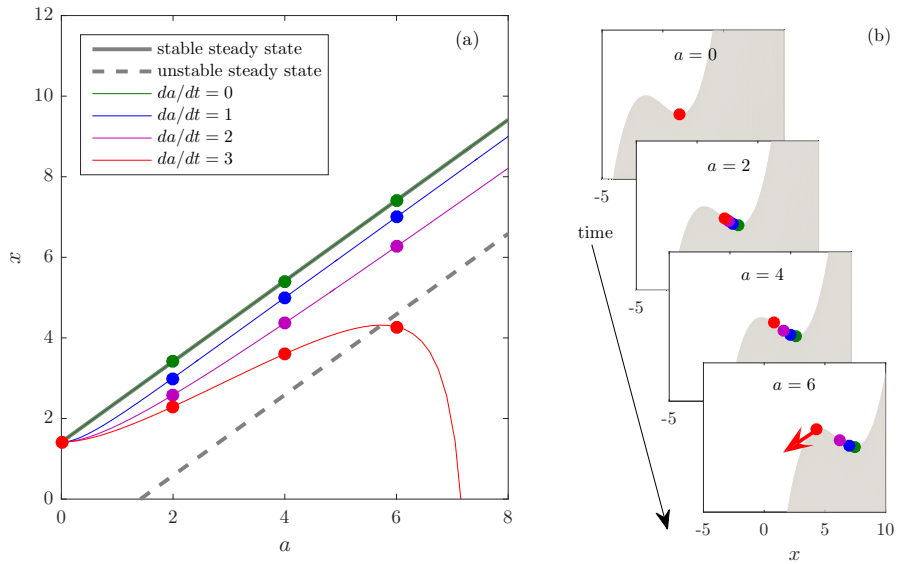 (a)
stable steady state
unstable steady state
da/dt = 0
da/dt = 1
da/dt = 2
da/dt = 3
12
10
8
6
4
2
0
x
0 2 4 6 8
a
(b)
a = 0
-5
a = 2
time
-5
a = 4
-5
a = 6
-5 0 5 10
x